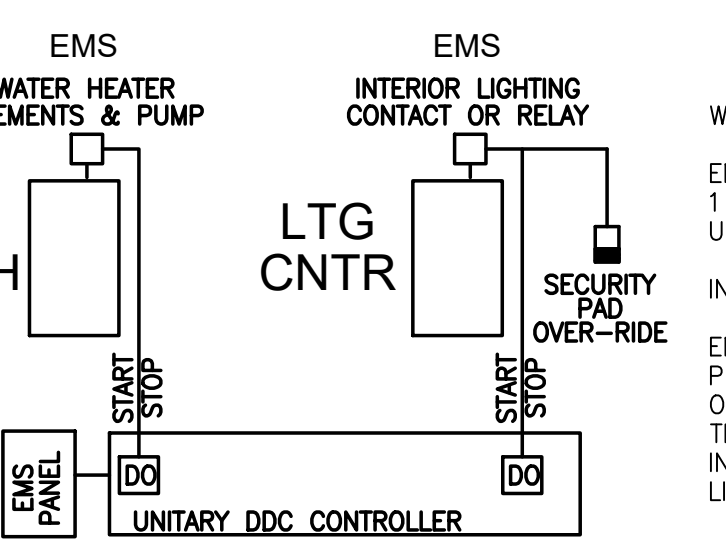 EMS
WATER HEATER
& PUMP
EMS
INTERIOR LIGHTING
CONTACT OR RELAY
LTG
CNTR
SECURITY
PAD
OVER-RIDE
START
STOP
START
STOP
EMS
PANEL
DO
DO
UNITARY DDC CONTROLLER